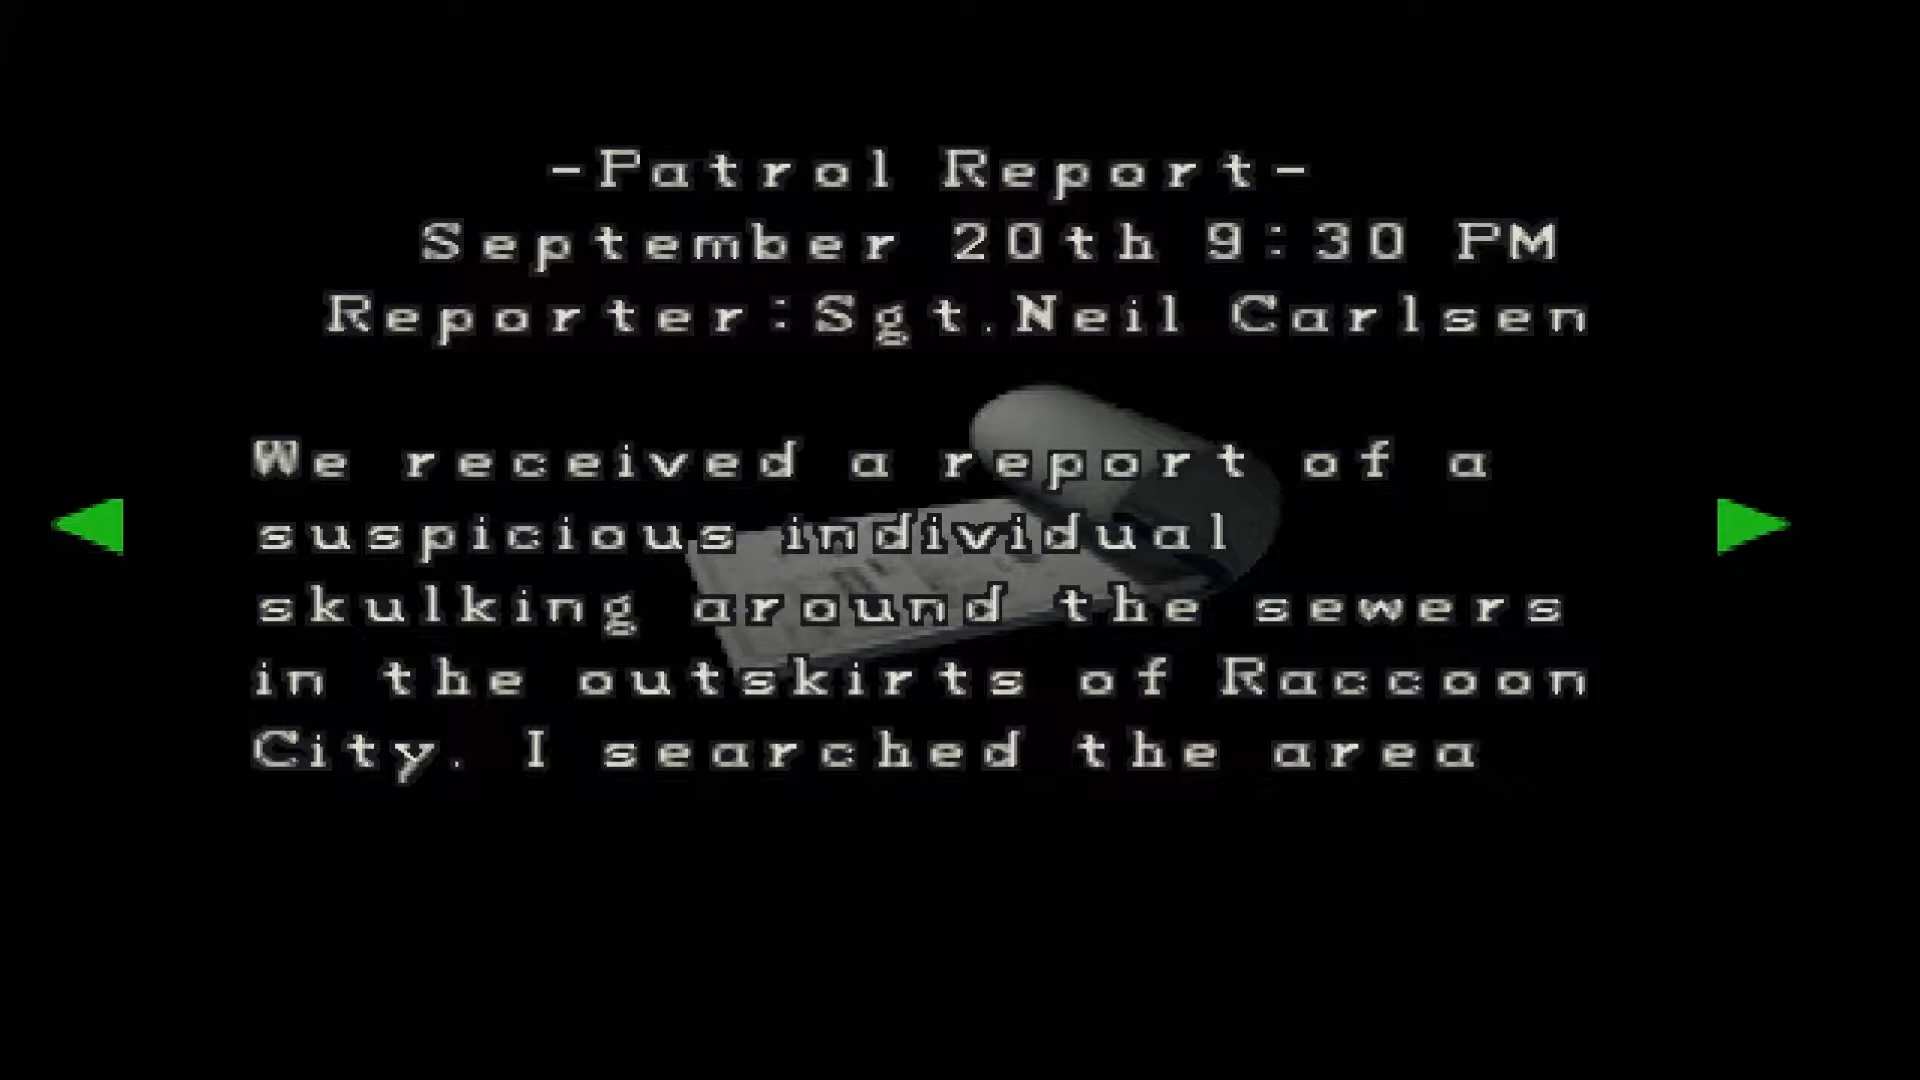 -Patrol Report-
September 20th 9:30 PM
Reporter:Sgt.Neil Carlsen
We received a report of a
suspicious individual
skulking around the sewers
in the outskirts of Raccoon
City. I searched the area